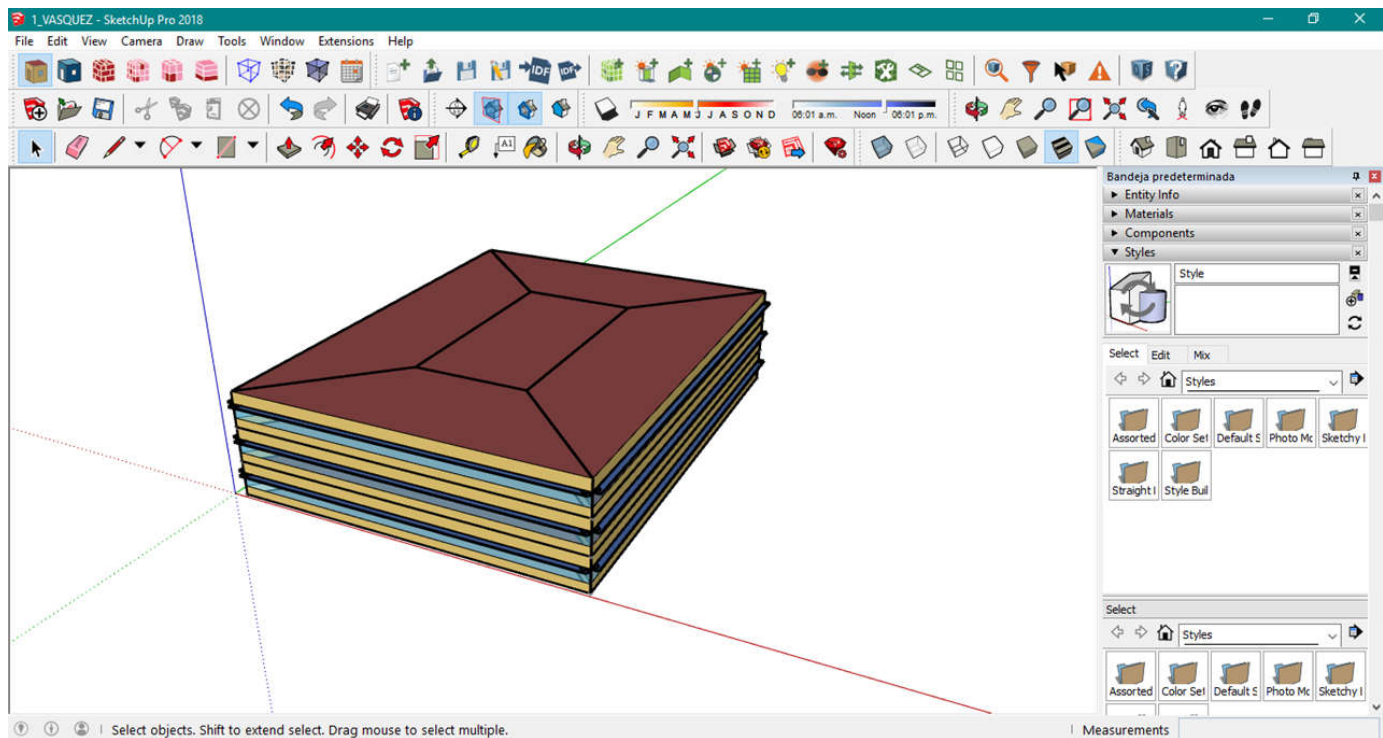 1_VASQUEZ - SketchUp Pro 2018
File Edit View Camera Draw Tools Window Extensions Help
IDF IDF+
J F M A M J J A S O N D 06:01 a.m. Noon 06:01 p.m.
A1
Bandeja predeterminada
Entity Info
Materials
Components
Styles
Style
Select Edit Mix
Styles
Assorted Color Set Default S Photo Mc Sketchy I
Straight I Style Buil
Select
Styles
Assorted Color Set Default S Photo Mc Sketchy I
Select objects. Shift to extend select. Drag mouse to select multiple. Measurements